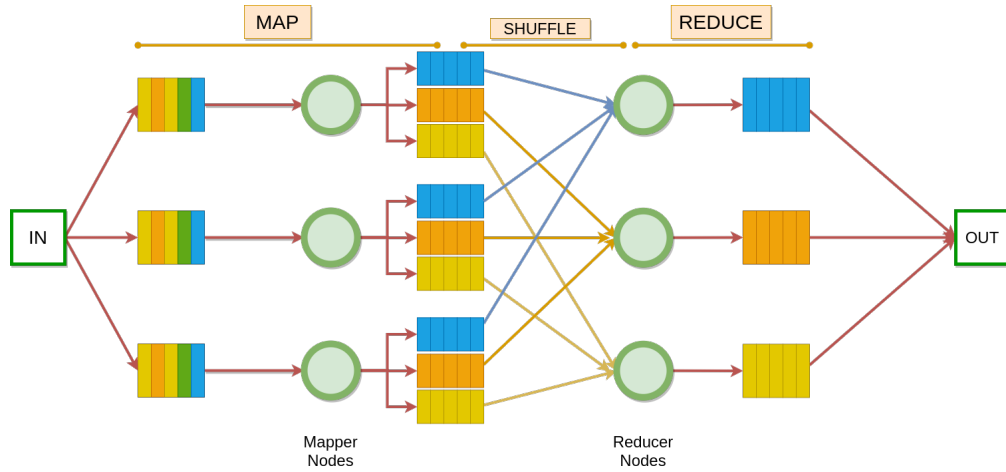 MAP
SHUFFLE
REDUCE
IN
OUT
Mapper
Nodes
Reducer
Nodes